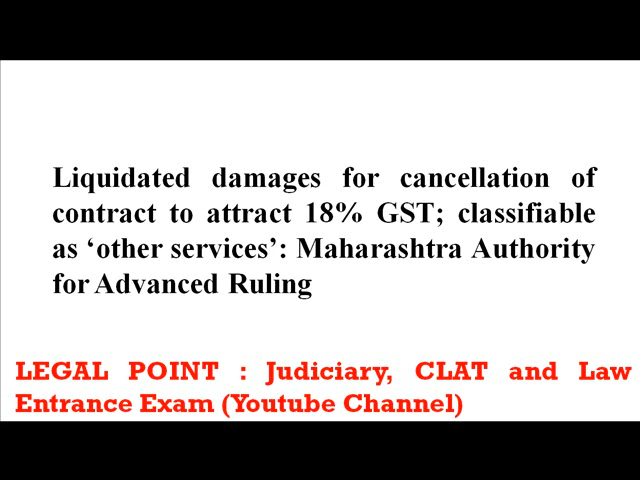 Liquidated damages for cancellation of
contract to attract 18% GST; classifiable
as ‘other services’: Maharashtra Authority
for Advanced Ruling
LEGAL POINT : Judiciary, CLAT and Law
Entrance Exam (Youtube Channel)